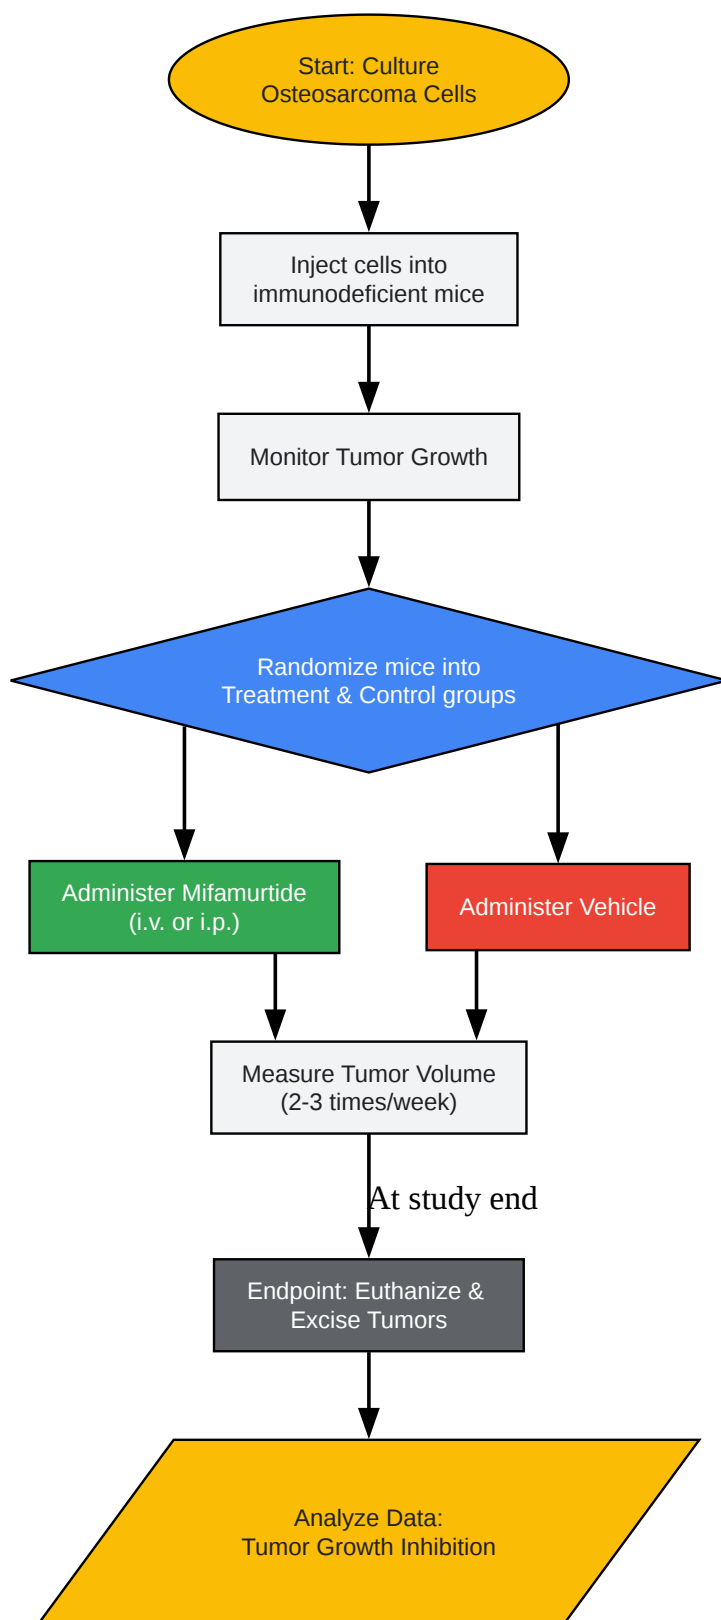 Start: Culture
Osteosarcoma Cells
Inject cells into
immunodeficient mice
Monitor Tumor Growth
Randomize mice into
Treatment & Control groups
Administer Mifamurtide
(i.v. or i.p.)
Administer Vehicle
Measure Tumor Volume
(2-3 times/week)
At study end
Endpoint: Euthanize &
Excise Tumors
Analyze Data:
Tumor Growth Inhibition